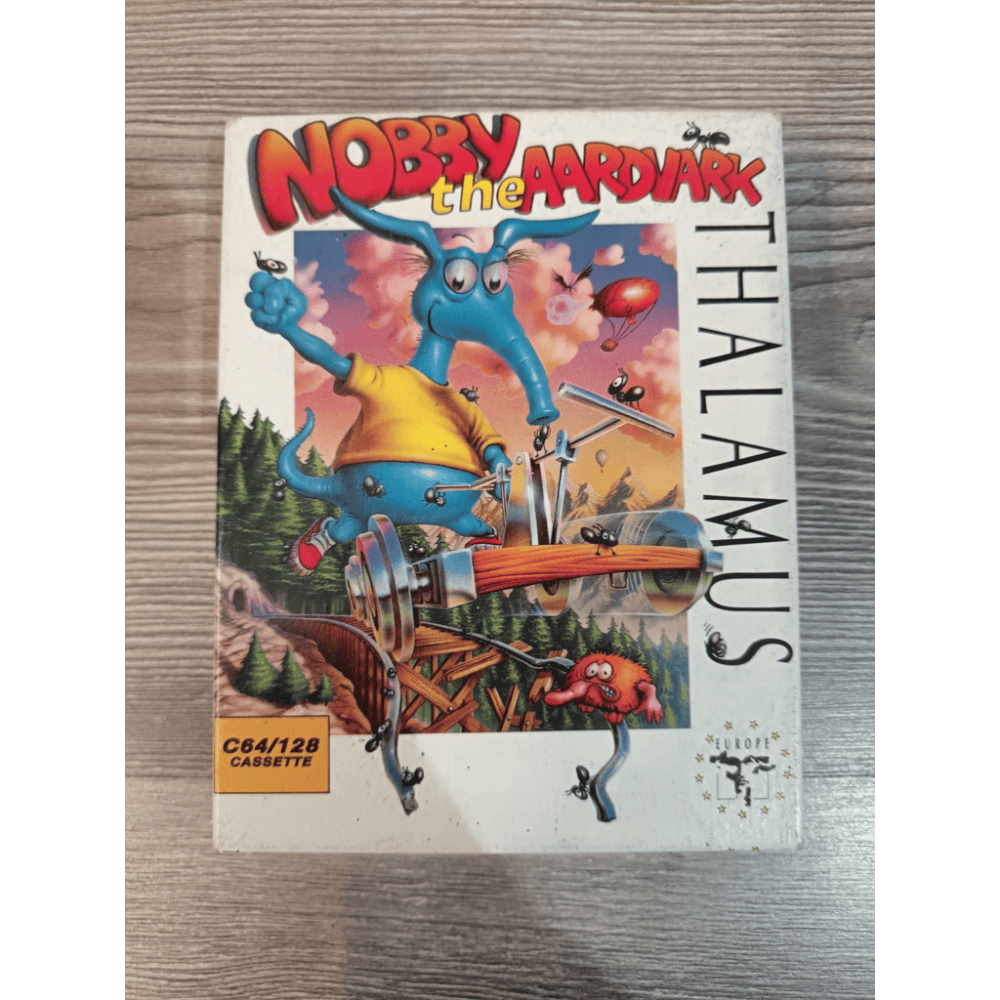 NOBBY
the AARDVARK
THALAMUS
C64/128
CASSETTE
EUROPE